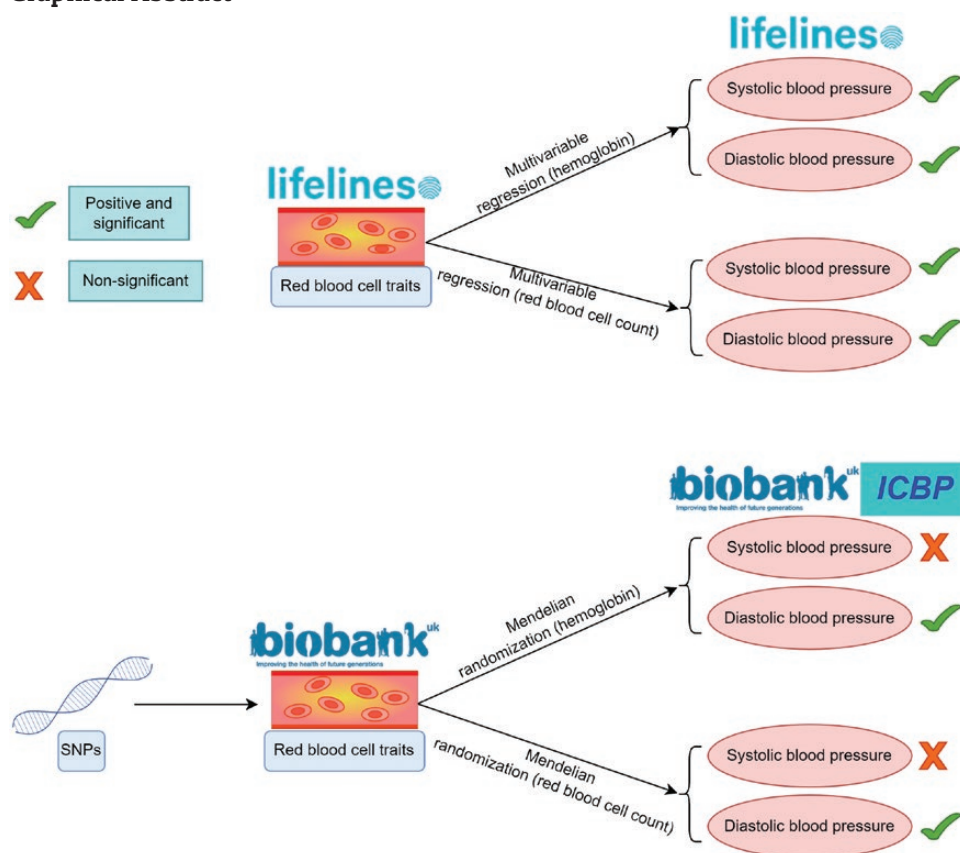 lifelines
Systolic blood pressure
Diastolic blood pressure
Multivariable
regression (hemoglobin)
Positive and
significant
Non-significant
lifelines
Red blood cell traits
Multivariable
regression (red blood cell count)
Systolic blood pressure
Diastolic blood pressure
biobank uk
Improving the health of future generations
ICBP
Systolic blood pressure
Diastolic blood pressure
Mendelian
randomization (hemoglobin)
biobank uk
Improving the health of future generations
SNPs
Red blood cell traits
Mendelian
randomization (red blood cell count)
Systolic blood pressure
Diastolic blood pressure